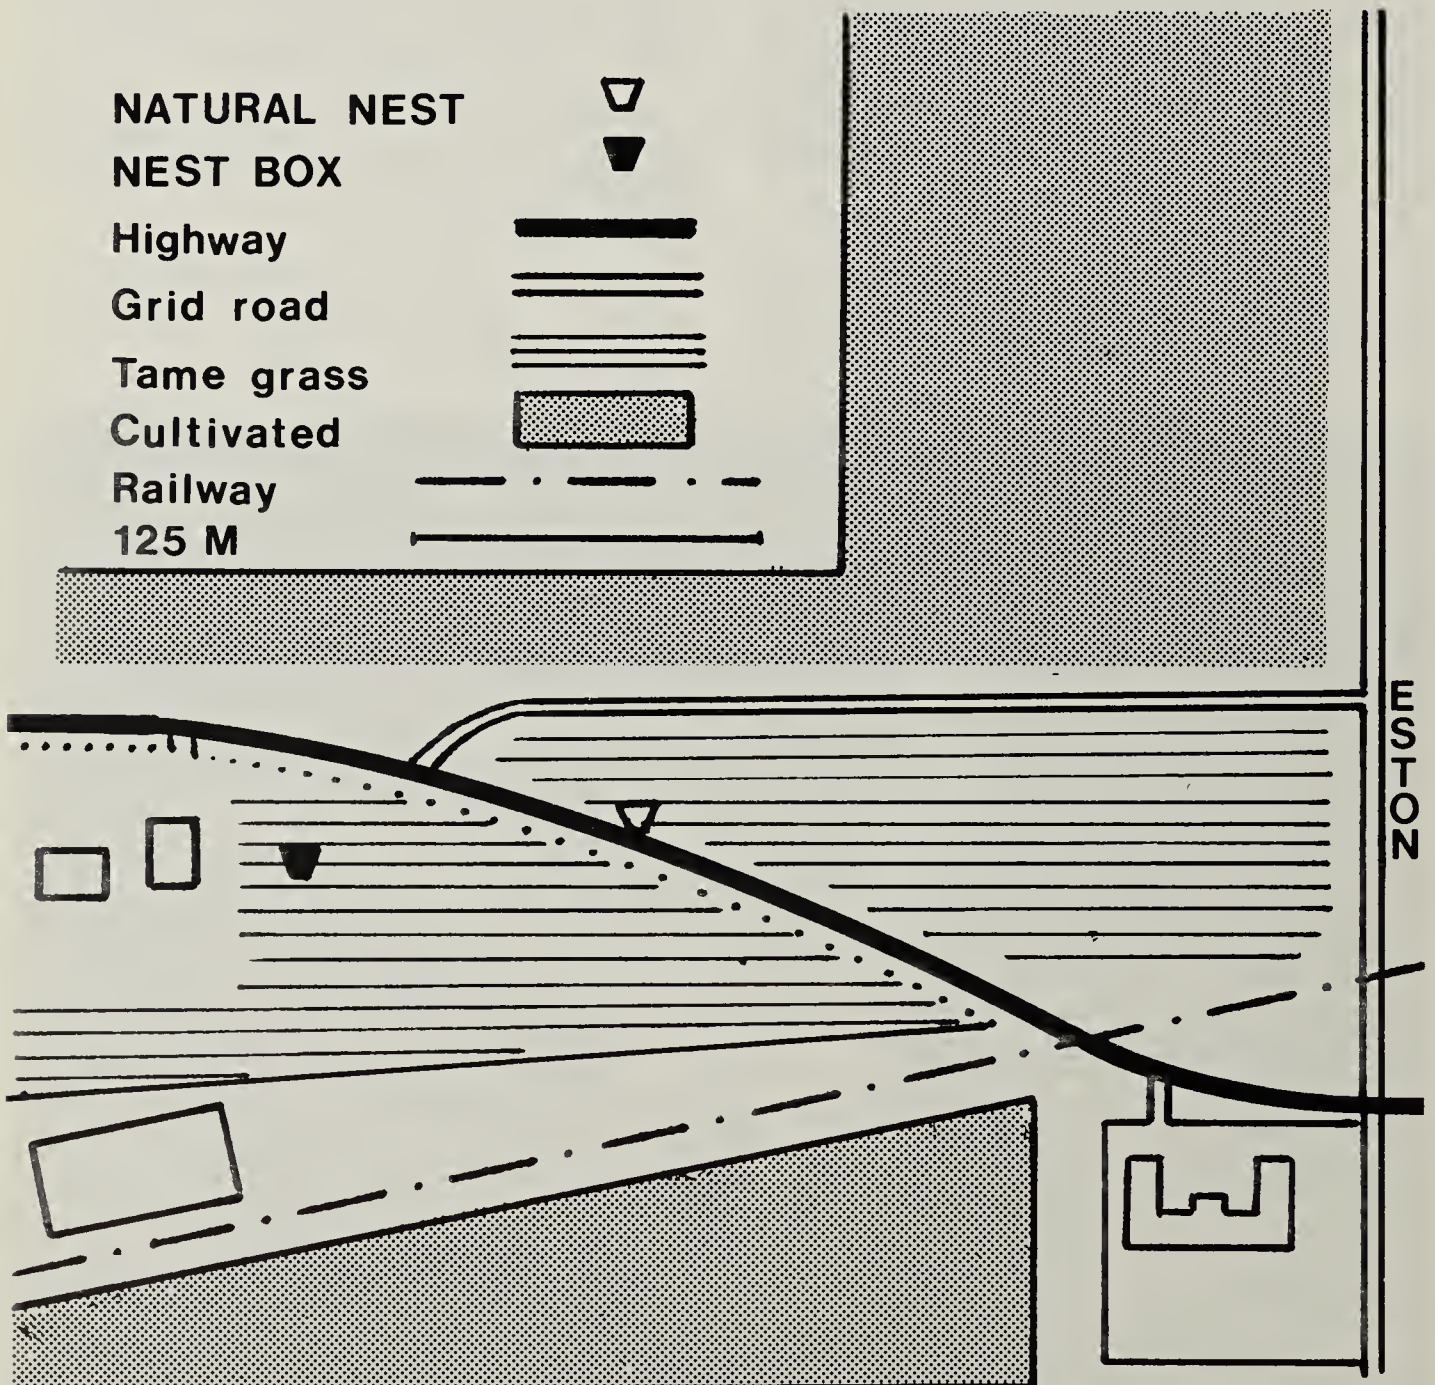 NATURAL NEST
NEST BOX
Highway
Grid road
Tame grass
Cultivated
Railway
125 M
ESTON